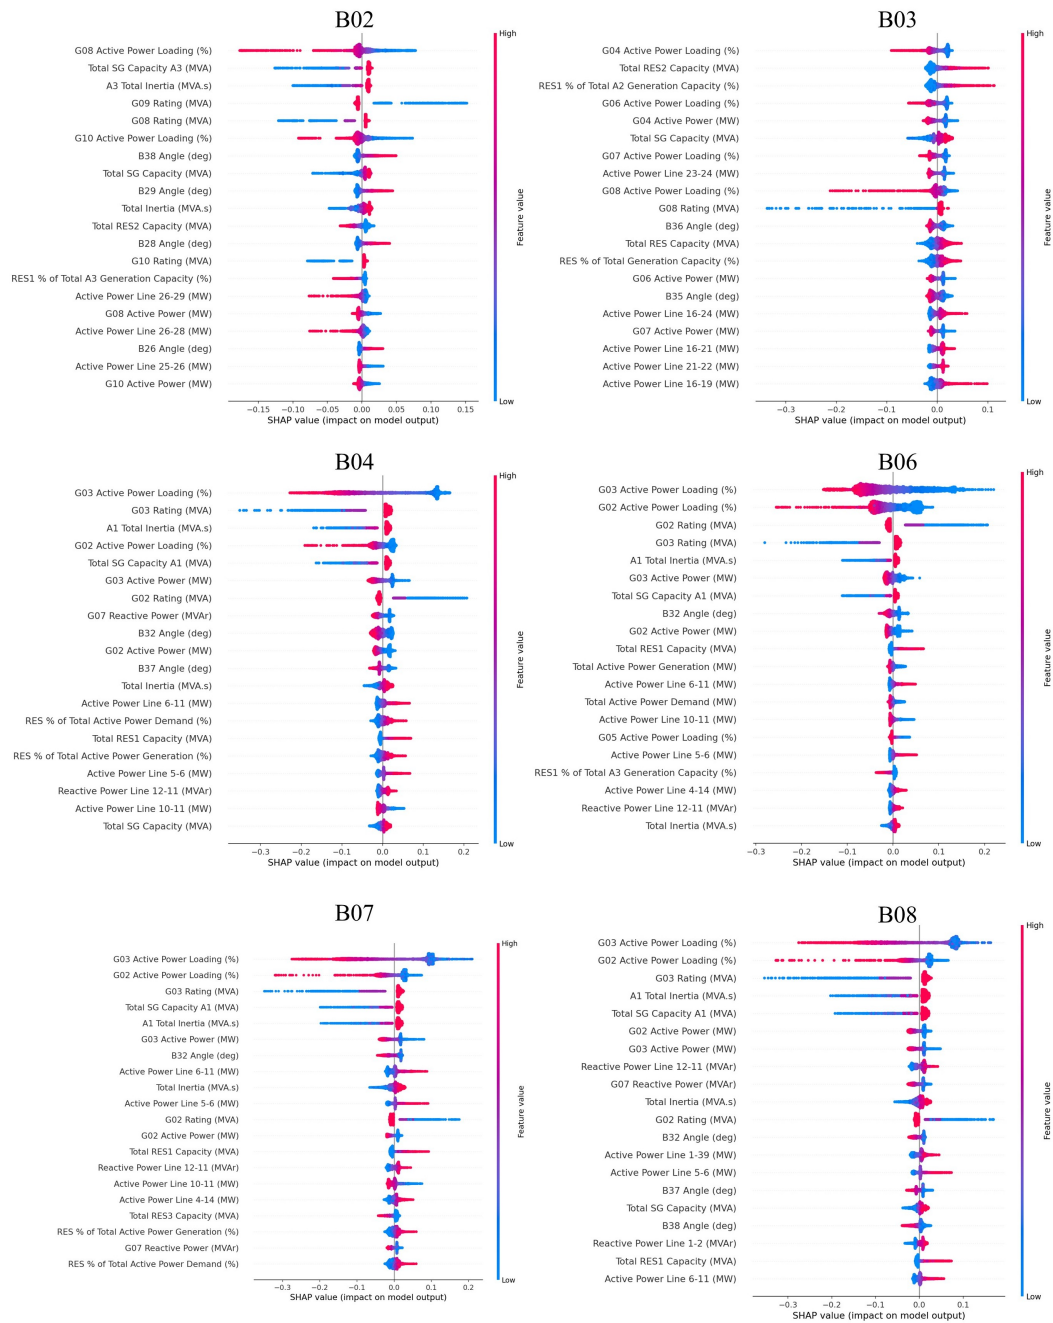 B02
High
G08 Active Power Loading (%)
Total SG Capacity A3 (MVA)
A3 Total Inertia (MVA.s)
G09 Rating (MVA)
G08 Rating (MVA)
G10 Active Power Loading (%)
B38 Angle (deg)
Total SG Capacity (MVA)
B29 Angle (deg)
Total Inertia (MVA.s)
Total RES2 Capacity (MVA)
B28 Angle (deg)
G10 Rating (MVA)
RES1 % of Total A3 Generation Capacity (%)
Active Power Line 26-29 (MW)
G08 Active Power (MW)
Active Power Line 26-28 (MW)
B26 Angle (deg)
Active Power Line 25-26 (MW)
G10 Active Power (MW)
Feature value
Low
−0.15 −0.10 −0.05 0.00 0.05 0.10 0.15
SHAP value (impact on model output)
B03
High
G04 Active Power Loading (%)
Total RES2 Capacity (MVA)
RES1 % of Total A2 Generation Capacity (%)
G06 Active Power Loading (%)
G04 Active Power (MW)
Total SG Capacity (MVA)
G07 Active Power Loading (%)
Active Power Line 23-24 (MW)
G08 Active Power Loading (%)
G08 Rating (MVA)
B36 Angle (deg)
Total RES Capacity (MVA)
RES % of Total Generation Capacity (%)
G06 Active Power (MW)
B35 Angle (deg)
Active Power Line 16-24 (MW)
G07 Active Power (MW)
Active Power Line 16-21 (MW)
Active Power Line 21-22 (MW)
Active Power Line 16-19 (MW)
Feature value
Low
−0.3 −0.2 −0.1 0.0 0.1
SHAP value (impact on model output)
B04
High
G03 Active Power Loading (%)
G03 Rating (MVA)
A1 Total Inertia (MVA.s)
G02 Active Power Loading (%)
Total SG Capacity A1 (MVA)
G03 Active Power (MW)
G02 Rating (MVA)
G07 Reactive Power (MVAr)
B32 Angle (deg)
G02 Active Power (MW)
B37 Angle (deg)
Total Inertia (MVA.s)
Active Power Line 6-11 (MW)
RES % of Total Active Power Demand (%)
Total RES1 Capacity (MVA)
RES % of Total Active Power Generation (%)
Active Power Line 5-6 (MW)
Reactive Power Line 12-11 (MVAr)
Active Power Line 10-11 (MW)
Total SG Capacity (MVA)
Feature value
Low
−0.3 −0.2 −0.1 0.0 0.1 0.2
SHAP value (impact on model output)
B06
High
G03 Active Power Loading (%)
G02 Active Power Loading (%)
G02 Rating (MVA)
G03 Rating (MVA)
A1 Total Inertia (MVA.s)
G03 Active Power (MW)
Total SG Capacity A1 (MVA)
B32 Angle (deg)
G02 Active Power (MW)
Total RES1 Capacity (MVA)
Total Active Power Generation (MW)
Active Power Line 6-11 (MW)
Total Active Power Demand (MW)
Active Power Line 10-11 (MW)
G05 Active Power Loading (%)
Active Power Line 5-6 (MW)
RES1 % of Total A3 Generation Capacity (%)
Active Power Line 4-14 (MW)
Reactive Power Line 12-11 (MVAr)
Total Inertia (MVA.s)
Feature value
Low
−0.3 −0.2 −0.1 0.0 0.1 0.2
SHAP value (impact on model output)
B07
High
G03 Active Power Loading (%)
G02 Active Power Loading (%)
G03 Rating (MVA)
Total SG Capacity A1 (MVA)
A1 Total Inertia (MVA.s)
G03 Active Power (MW)
B32 Angle (deg)
Active Power Line 6-11 (MW)
Total Inertia (MVA.s)
Active Power Line 5-6 (MW)
G02 Rating (MVA)
G02 Active Power (MW)
Total RES1 Capacity (MVA)
Reactive Power Line 12-11 (MVAr)
Active Power Line 10-11 (MW)
Active Power Line 4-14 (MW)
Total RES3 Capacity (MVA)
RES % of Total Active Power Generation (%)
G07 Reactive Power (MVAr)
RES % of Total Active Power Demand (%)
Feature value
Low
−0.3 −0.2 −0.1 0.0 0.1 0.2
SHAP value (impact on model output)
B08
High
G03 Active Power Loading (%)
G02 Active Power Loading (%)
G03 Rating (MVA)
A1 Total Inertia (MVA.s)
Total SG Capacity A1 (MVA)
G02 Active Power (MW)
G03 Active Power (MW)
Reactive Power Line 12-11 (MVAr)
G07 Reactive Power (MVAr)
Total Inertia (MVA.s)
G02 Rating (MVA)
B32 Angle (deg)
Active Power Line 1-39 (MW)
Active Power Line 5-6 (MW)
B37 Angle (deg)
Total SG Capacity (MVA)
B38 Angle (deg)
Reactive Power Line 1-2 (MVAr)
Total RES1 Capacity (MVA)
Active Power Line 6-11 (MW)
Feature value
Low
−0.3 −0.2 −0.1 0.0 0.1
SHAP value (impact on model output)